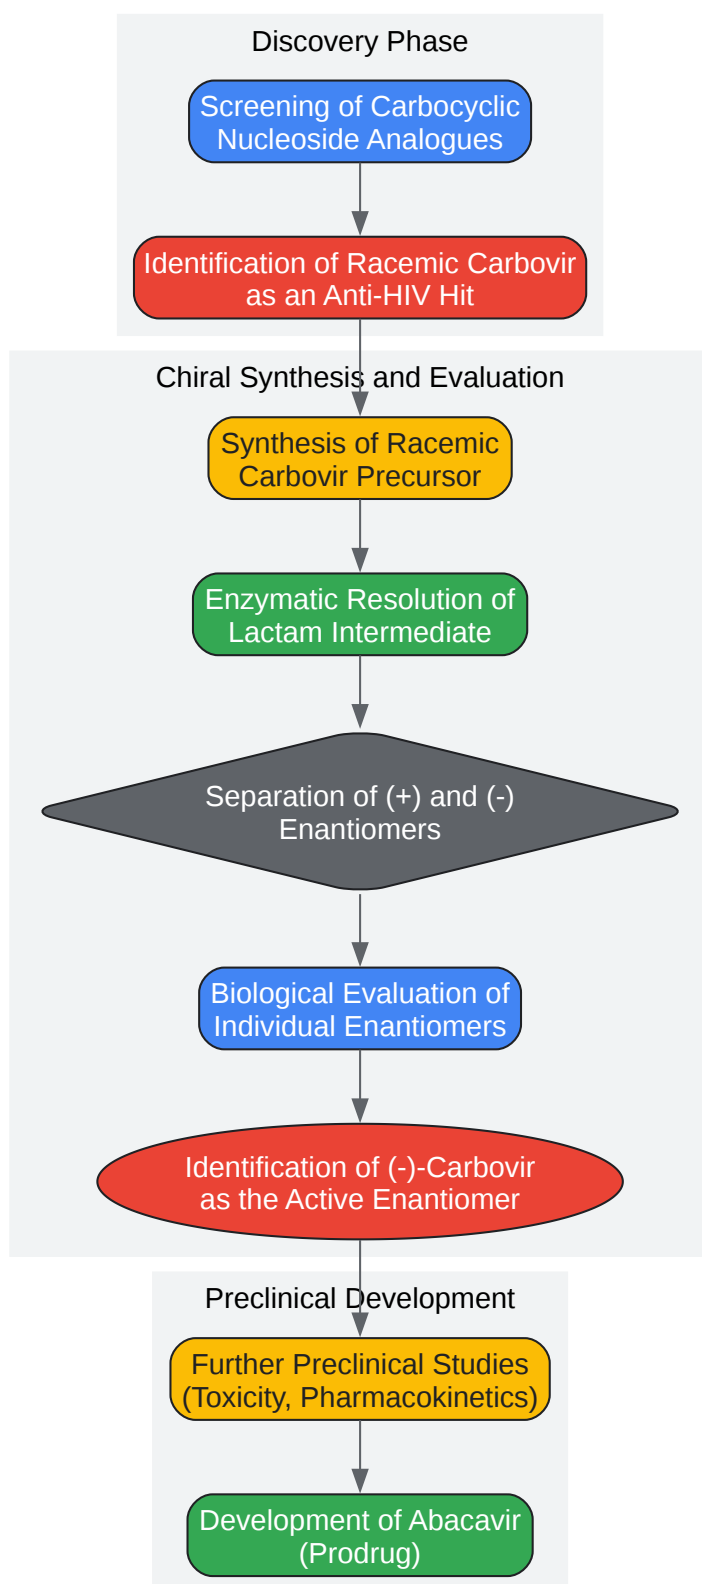 Discovery Phase
Screening of Carbocyclic
Nucleoside Analogues
Identification of Racemic Carbovir
as an Anti-HIV Hit
Chiral Synthesis and Evaluation
Synthesis of Racemic
Carbovir Precursor
Enzymatic Resolution of
Lactam Intermediate
Separation of (+) and (-)
Enantiomers
Biological Evaluation of
Individual Enantiomers
Identification of (-)-Carbovir
as the Active Enantiomer
Preclinical Development
Further Preclinical Studies
(Toxicity, Pharmacokinetics)
Development of Abacavir
(Prodrug)